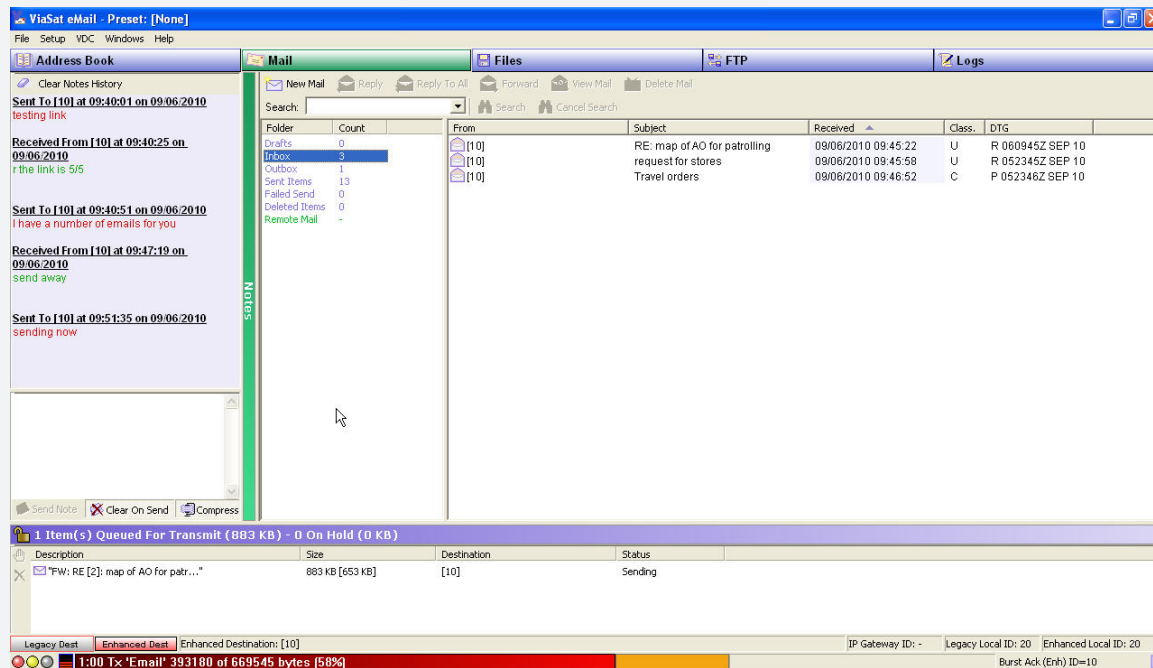 ViaSat eMail - Preset: [None]
File Setup VDC Windows Help
Address Book Mail Files FTP Logs
Clear Notes History
New Mail Reply Reply To All Forward View Mail Delete Mail
Search: Search Cancel Search
Sent To [10] at 09:40:01 on 09/06/2010
testing link
Received From [10] at 09:40:25 on
09/06/2010
r the link is 5/5
Sent To [10] at 09:40:51 on 09/06/2010
I have a number of emails for you
Received From [10] at 09:47:19 on
09/06/2010
send away
Sent To [10] at 09:51:35 on 09/06/2010
sending now
Send Note Clear On Send Compress
Notes
Folder Count
Drafts 0
Inbox 3
Outbox 1
Sent Items 13
Failed Send 0
Deleted Items 0
Remote Mail -
From Subject Received Class. DTG
[10] RE: map of AO for patrolling 09/06/2010 09:45:22 U R 060945Z SEP 10
[10] request for stores 09/06/2010 09:45:58 U R 052345Z SEP 10
[10] Travel orders 09/06/2010 09:46:52 C P 052346Z SEP 10
1 Item(s) Queued For Transmit (883 KB) - 0 On Hold (0 KB)
Description Size Destination Status
"FW: RE [2]: map of AO for patr..." 883 KB [653 KB] [10] Sending
Legacy Dest Enhanced Dest Enhanced Destination: [10] IP Gateway ID: - Legacy Local ID: 20 Enhanced Local ID: 20
1:00 Tx 'Email' 393180 of 669545 bytes [58%] Burst Ack (Enh) ID=10